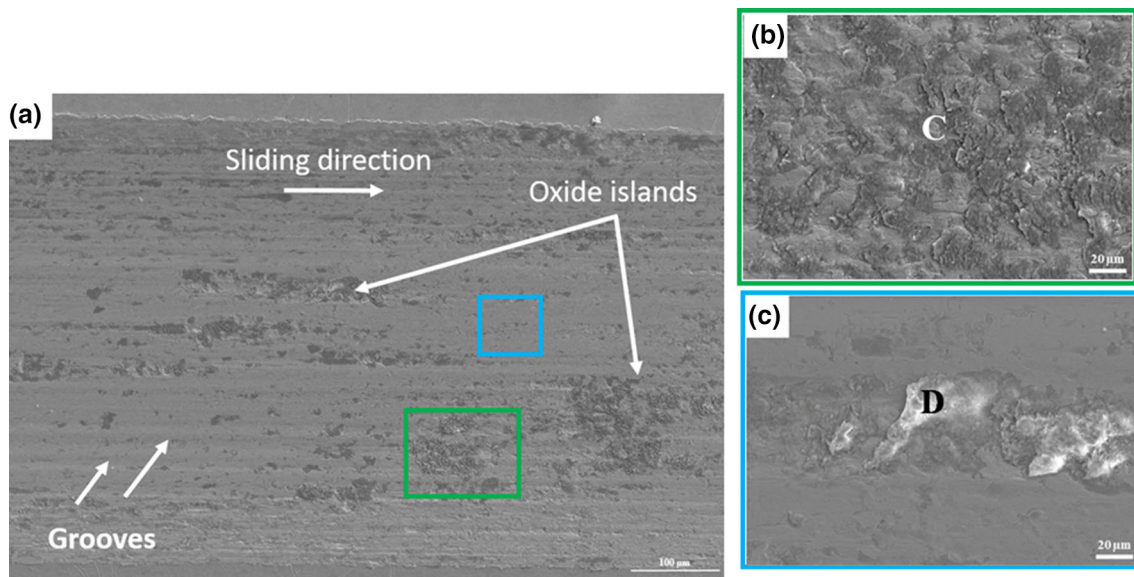 (a)
Sliding direction
Oxide islands
Grooves
100 µm
(b)
C
20 µm
(c)
D
20 µm